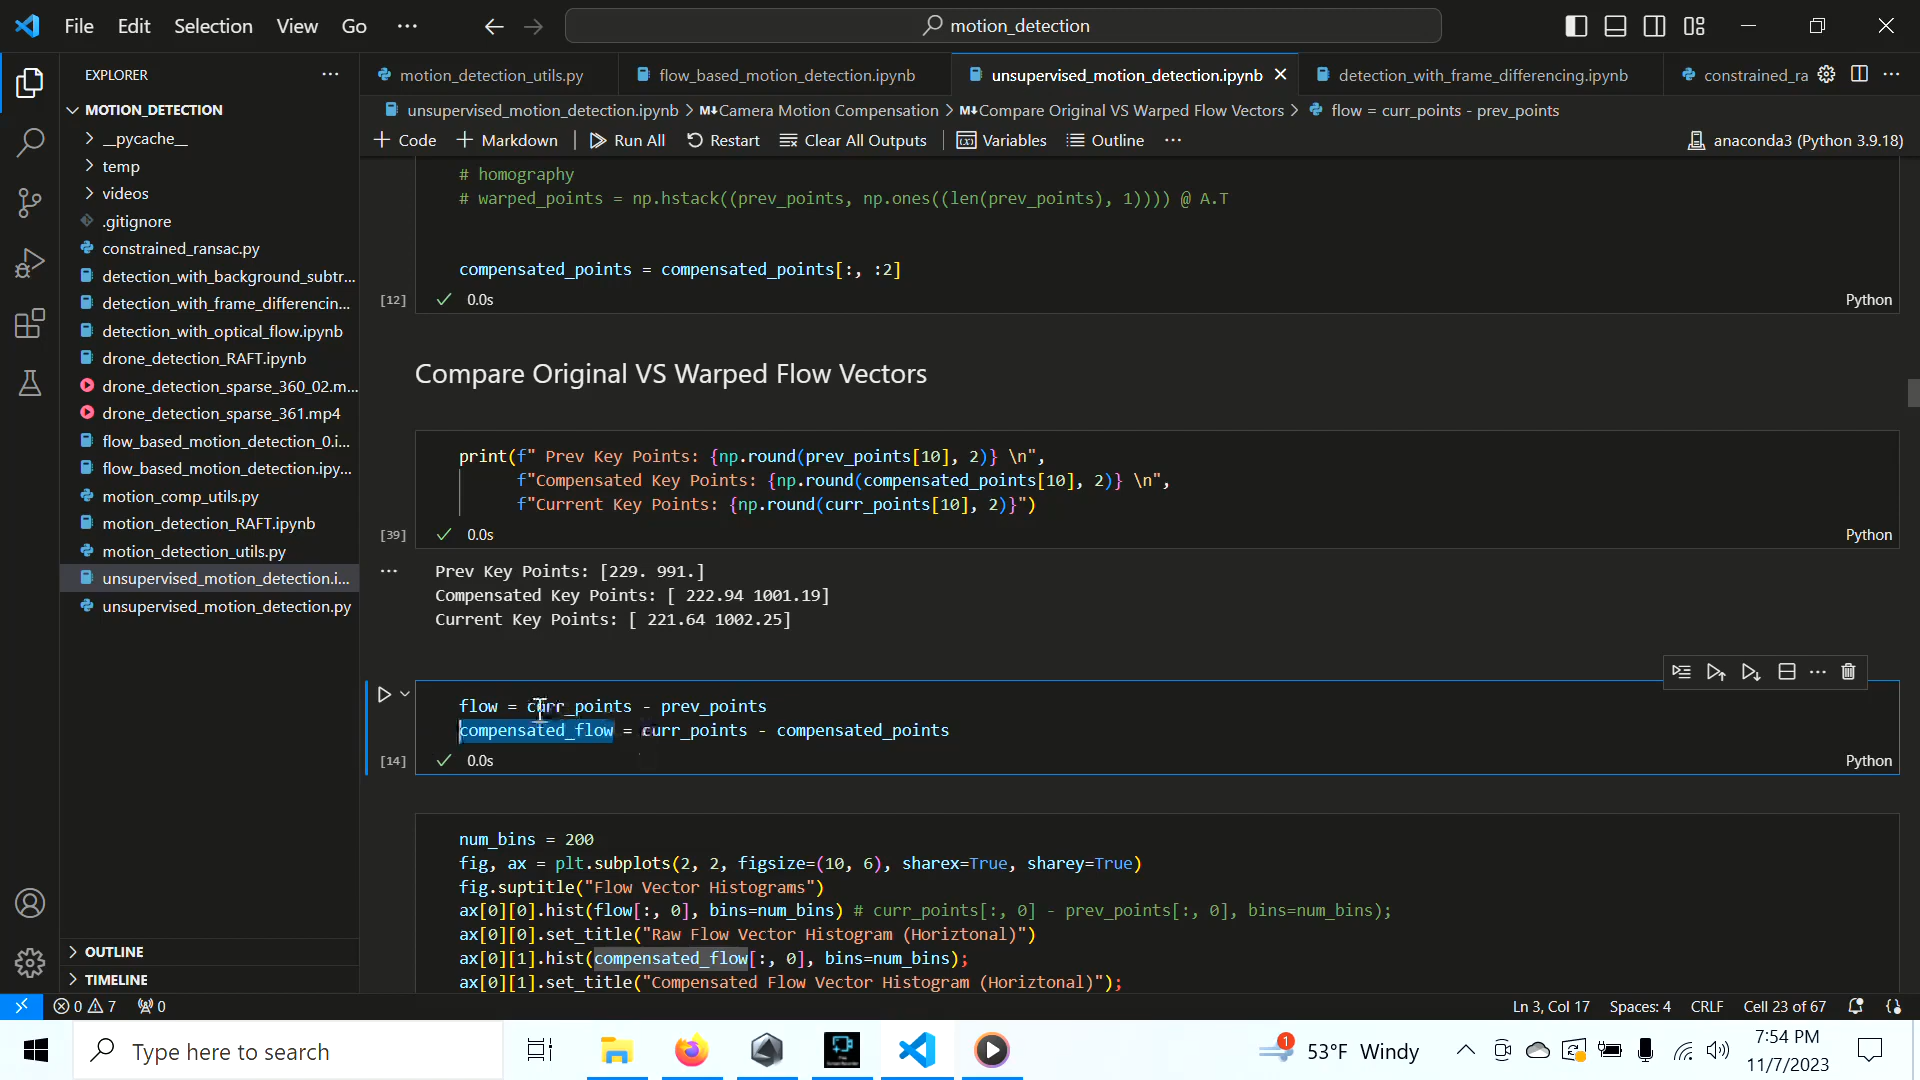 File Edit Selection View Go ··· motion_detection
EXPLORER ···
MOTION_DETECTION
__pycache__
temp
videos
.gitignore
constrained_ransac.py
detection_with_background_subtr...
detection_with_frame_differencin...
detection_with_optical_flow.ipynb
drone_detection_RAFT.ipynb
drone_detection_sparse_360_02.m...
drone_detection_sparse_361.mp4
flow_based_motion_detection_0.i...
flow_based_motion_detection.ipy...
motion_comp_utils.py
motion_detection_RAFT.ipynb
motion_detection_utils.py
unsupervised_motion_detection.i...
unsupervised_motion_detection.py
OUTLINE
TIMELINE
motion_detection_utils.py flow_based_motion_detection.ipynb unsupervised_motion_detection.ipynb detection_with_frame_differencing.ipynb constrained_ra ···
unsupervised_motion_detection.ipynb > M↓Camera Motion Compensation > M↓Compare Original VS Warped Flow Vectors > flow = curr_points - prev_points
+ Code + Markdown Run All Restart Clear All Outputs Variables Outline ··· anaconda3 (Python 3.9.18)
# homography
# warped_points = np.hstack((prev_points, np.ones((len(prev_points), 1)))) @ A.T
compensated_points = compensated_points[:, :2]
[12] ✓ 0.0s Python
Compare Original VS Warped Flow Vectors
print(f" Prev Key Points: {np.round(prev_points[10], 2)} \n",
f"Compensated Key Points: {np.round(compensated_points[10], 2)} \n",
f"Current Key Points: {np.round(curr_points[10], 2)}")
[39] ✓ 0.0s Python
··· Prev Key Points: [229. 991.]
Compensated Key Points: [ 222.94 1001.19]
Current Key Points: [ 221.64 1002.25]
flow = curr_points - prev_points
compensated_flow = curr_points - compensated_points
[14] ✓ 0.0s Python
num_bins = 200
fig, ax = plt.subplots(2, 2, figsize=(10, 6), sharex=True, sharey=True)
fig.suptitle("Flow Vector Histograms")
ax[0][0].hist(flow[:, 0], bins=num_bins) # curr_points[:, 0] - prev_points[:, 0], bins=num_bins);
ax[0][0].set_title("Raw Flow Vector Histogram (Horiztonal)")
ax[0][1].hist(compensated_flow[:, 0], bins=num_bins);
ax[0][1].set_title("Compensated Flow Vector Histogram (Horiztonal)");
0 7 0 Ln 3, Col 17 Spaces: 4 CRLF Cell 23 of 67
Type here to search 1 53°F Windy 7:54 PM
11/7/2023